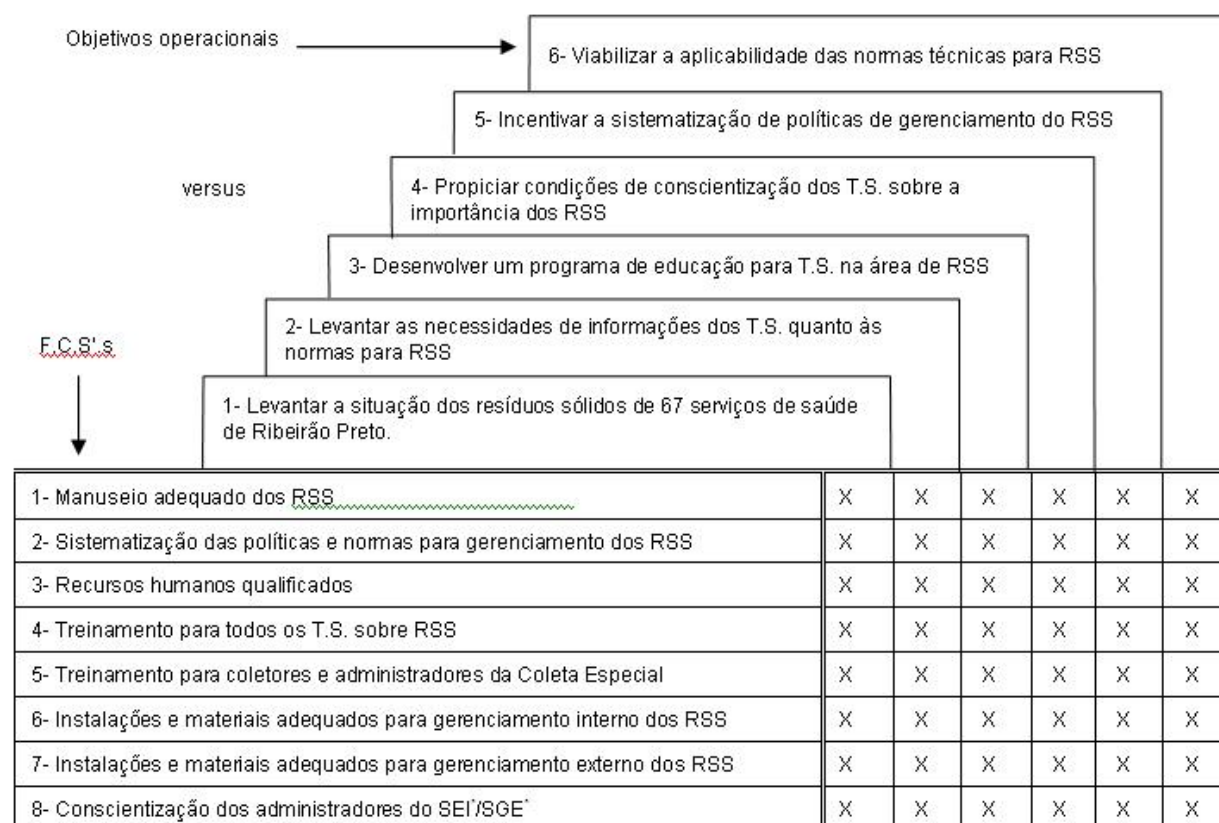 Objetivos operacionais
6- Viabilizar a aplicabilidade das normas técnicas para RSS
5- Incentivar a sistematização de políticas de gerenciamento do RSS
versus
4- Propiciar condições de conscientização dos T.S. sobre a
importância dos RSS
3- Desenvolver um programa de educação para T.S. na área de RSS
F.C.S'.s
2- Levantar as necessidades de informações dos T.S. quanto às
normas para RSS
1- Levantar a situação dos resíduos sólidos de 67 serviços de saúde
de Ribeirão Preto.
1- Manuseio adequado dos RSS X X X X X X
2- Sistematização das políticas e normas para gerenciamento dos RSS X X X X X X
3- Recursos humanos qualificados X X X X X X
4- Treinamento para todos os T.S. sobre RSS X X X X X X
5- Treinamento para coletores e administradores da Coleta Especial X X X X X X
6- Instalações e materiais adequados para gerenciamento interno dos RSS X X X X X X
7- Instalações e materiais adequados para gerenciamento externo dos RSS X X X X X X
8- Conscientização dos administradores do SEI*/SGE* X X X X X X